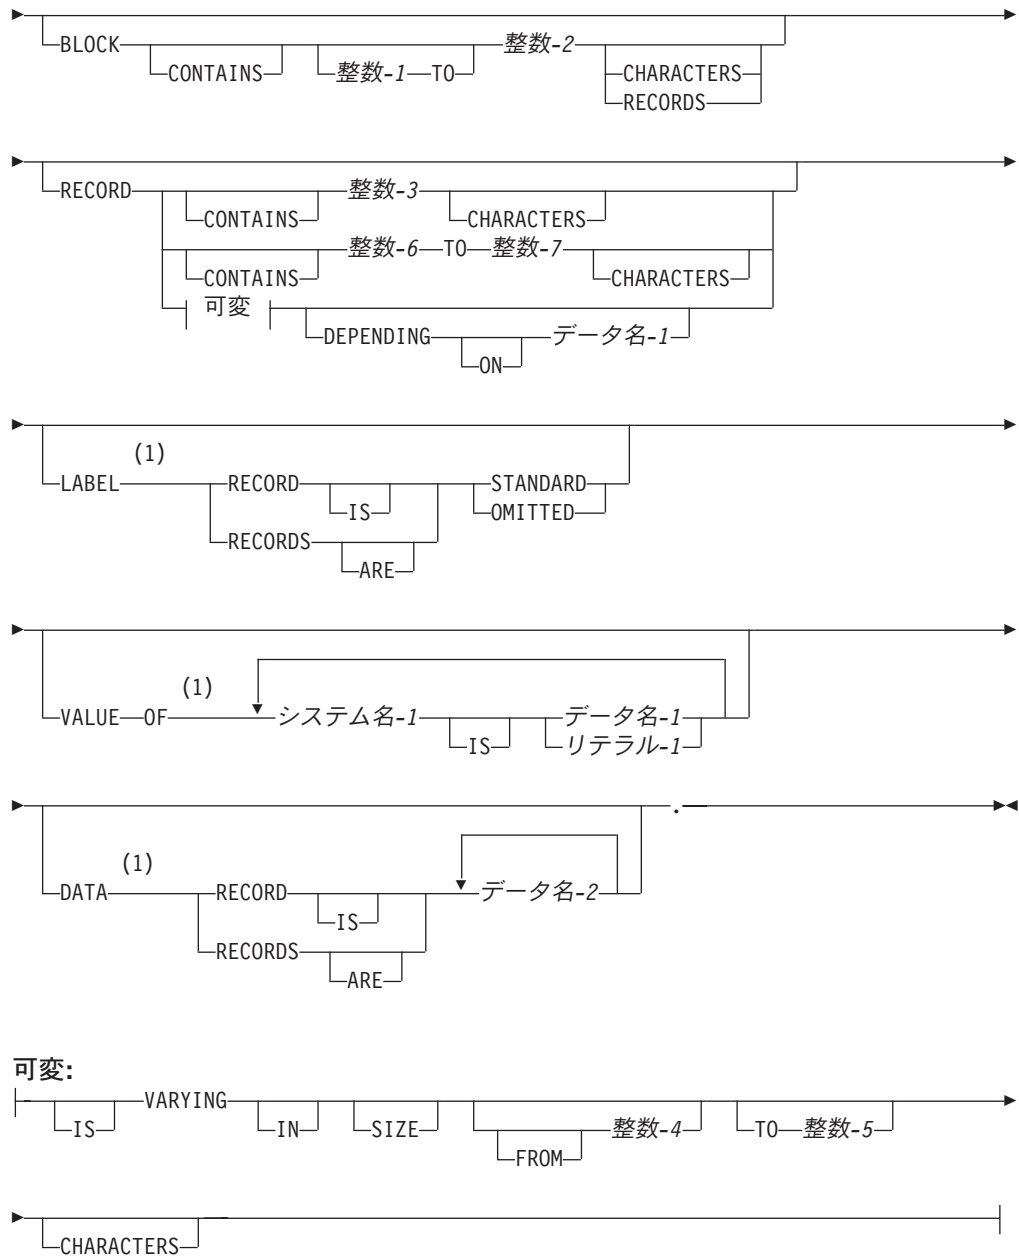 BLOCK CONTAINS 整数-1 TO 整数-2 CHARACTERS
RECORDS
RECORD CONTAINS 整数-3 CHARACTERS
CONTAINS 整数-6 TO 整数-7 CHARACTERS
可変 DEPENDING ON データ名-1
(1)
LABEL RECORD IS STANDARD
OMITTED
RECORDS ARE
(1)
VALUE OF システム名-1 IS データ名-1
リテラル-1
.
(1)
DATA RECORD IS データ名-2
RECORDS ARE
可変:
IS VARYING IN SIZE FROM 整数-4 TO 整数-5
CHARACTERS